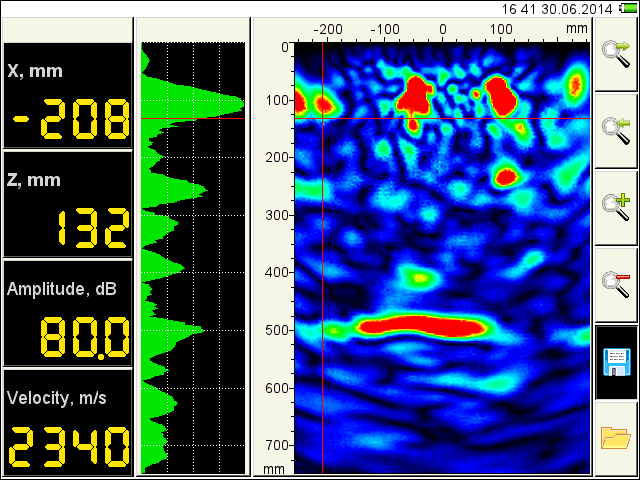 16 41 30.06.2014
X, mm
-208
Z, mm
132
Amplitude, dB
80.0
Velocity, m/s
2340
-200 -100 0 100 mm
0
100
200
300
400
500
600
700
mm